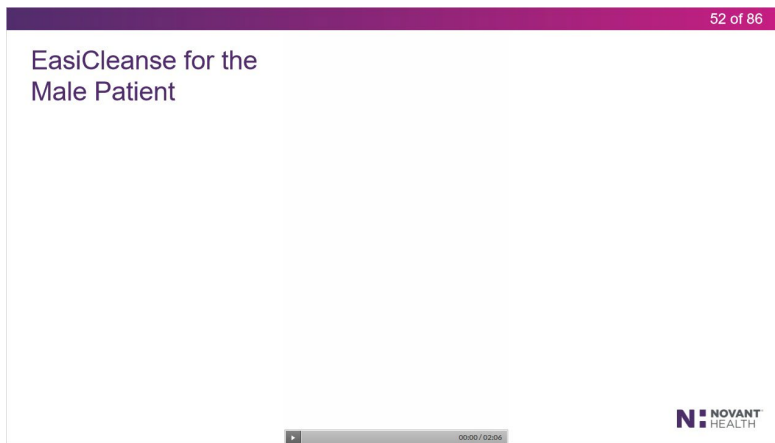 52 of 86
EasiCleanse for the
Male Patient
00:00 / 02:06
NOVANT
HEALTH